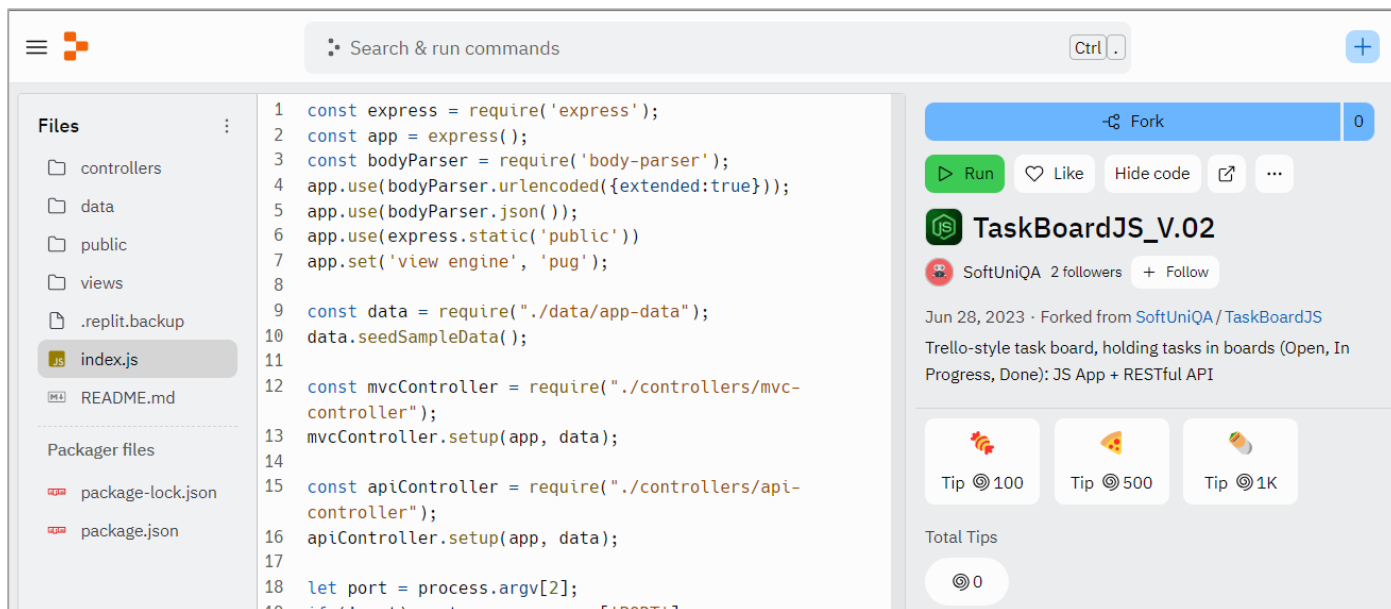 Search & run commands
Ctrl .
Files
controllers
data
public
views
.replit.backup
index.js
README.md
Packager files
package-lock.json
package.json
1 const express = require('express');
2 const app = express();
3 const bodyParser = require('body-parser');
4 app.use(bodyParser.urlencoded({extended:true}));
5 app.use(bodyParser.json());
6 app.use(express.static('public'))
7 app.set('view engine', 'pug');
8
9 const data = require("./data/app-data");
10 data.seedSampleData();
11
12 const mvcController = require("./controllers/mvc-
controller");
13 mvcController.setup(app, data);
14
15 const apiController = require("./controllers/api-
controller");
16 apiController.setup(app, data);
17
18 let port = process.argv[2];
Fork 0
Run Like Hide code
JS TaskBoardJS_V.02
SoftUniQA 2 followers + Follow
Jun 28, 2023 · Forked from SoftUniQA/TaskBoardJS
Trello-style task board, holding tasks in boards (Open, In
Progress, Done): JS App + RESTful API
Tip 100 Tip 500 Tip 1K
Total Tips
0